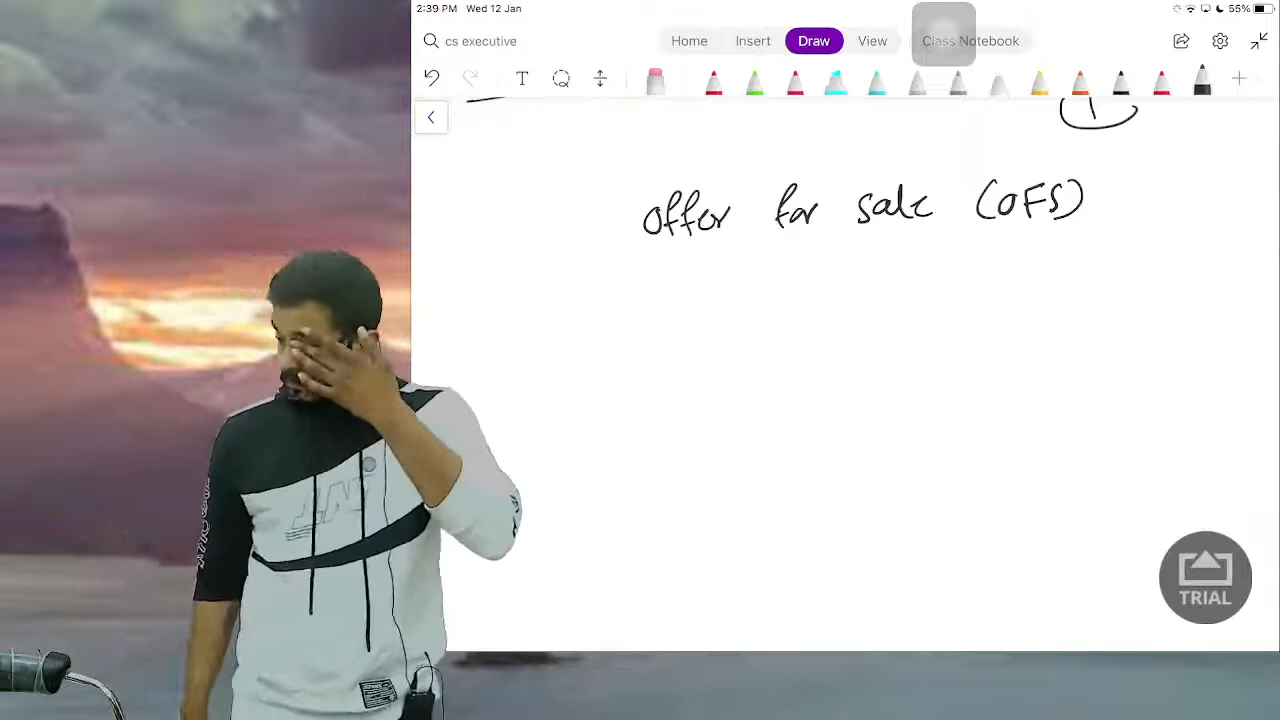 2:39 PM Wed 12 Jan
55%
cs executive
Home Insert Draw View Class Notebook
T
1
offer for sale (OFS)
TRIAL